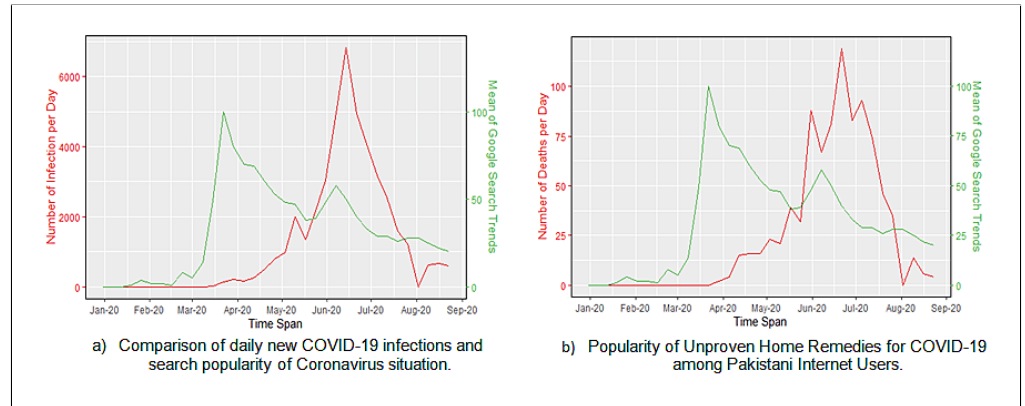 Number of Infection per Day
6000
4000
2000
0
Mean of Google Search Trends
100
50
0
Jan-20 Feb-20 Mar-20 Apr-20 May-20 Jun-20 Jul-20 Aug-20 Sep-20
Time Span
a) Comparison of daily new COVID-19 infections and
search popularity of Coronavirus situation.
Number of Deaths per Day
100
75
50
25
0
Mean of Google Search Trends
100
75
50
25
0
Jan-20 Feb-20 Mar-20 Apr-20 May-20 Jun-20 Jul-20 Aug-20 Sep-20
Time Span
b) Popularity of Unproven Home Remedies for COVID-19
among Pakistani Internet Users.